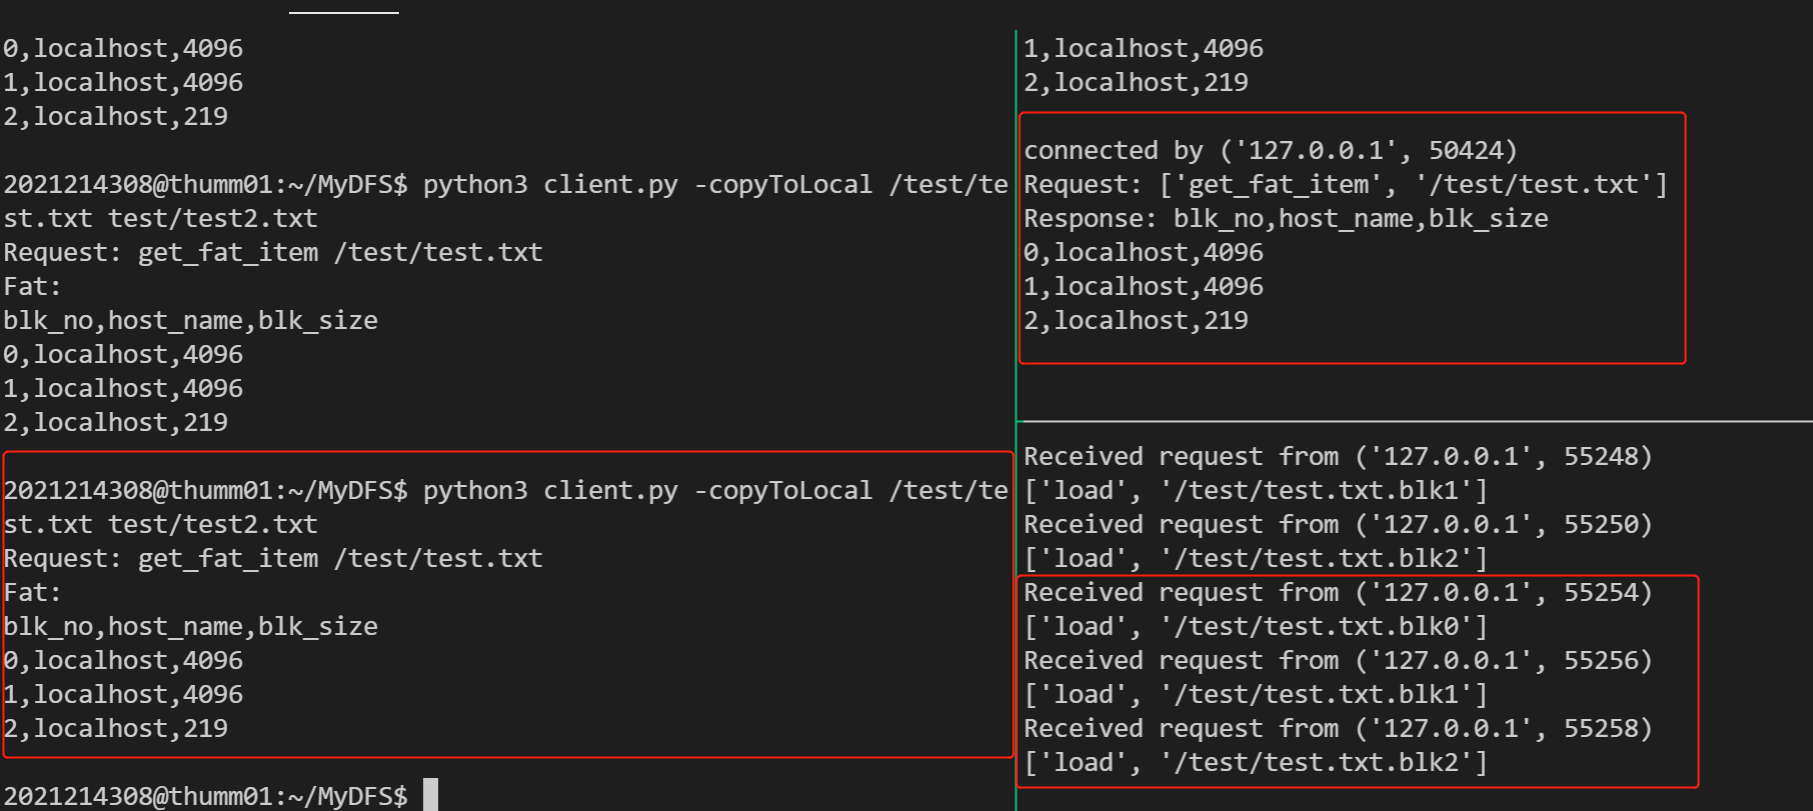 0,localhost,4096
1,localhost,4096
2,localhost,219
2021214308@thumm01:~/MyDFS$ python3 client.py -copyToLocal /test/te
st.txt test/test2.txt
Request: get_fat_item /test/test.txt
Fat:
blk_no,host_name,blk_size
0,localhost,4096
1,localhost,4096
2,localhost,219
2021214308@thumm01:~/MyDFS$ python3 client.py -copyToLocal /test/te
st.txt test/test2.txt
Request: get_fat_item /test/test.txt
Fat:
blk_no,host_name,blk_size
0,localhost,4096
1,localhost,4096
2,localhost,219
2021214308@thumm01:~/MyDFS$
1,localhost,4096
2,localhost,219
connected by ('127.0.0.1', 50424)
Request: ['get_fat_item', '/test/test.txt']
Response: blk_no,host_name,blk_size
0,localhost,4096
1,localhost,4096
2,localhost,219
Received request from ('127.0.0.1', 55248)
['load', '/test/test.txt.blk1']
Received request from ('127.0.0.1', 55250)
['load', '/test/test.txt.blk2']
Received request from ('127.0.0.1', 55254)
['load', '/test/test.txt.blk0']
Received request from ('127.0.0.1', 55256)
['load', '/test/test.txt.blk1']
Received request from ('127.0.0.1', 55258)
['load', '/test/test.txt.blk2']